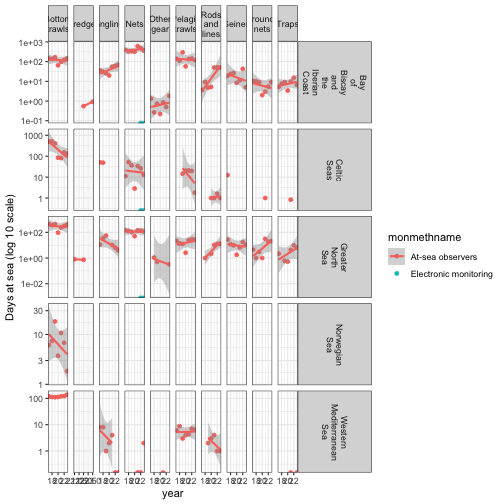 Bottom trawls
Dredges
Longlines
Nets
Other gear
Pelagic trawls
Rods and lines
Seines
Surrounding nets
Traps
1e+03
1e+02
1e+01
1e+00
1e-01
Bay of Biscay and the Iberian Coast
1000
100
10
1
Celtic Seas
1e+02
1e+00
1e-02
Greater North Sea
30
10
3
1
Norwegian Sea
100
10
1
Western Mediterranean Sea
Days at sea (log 10 scale)
year
monmethname
At-sea observers
Electronic monitoring